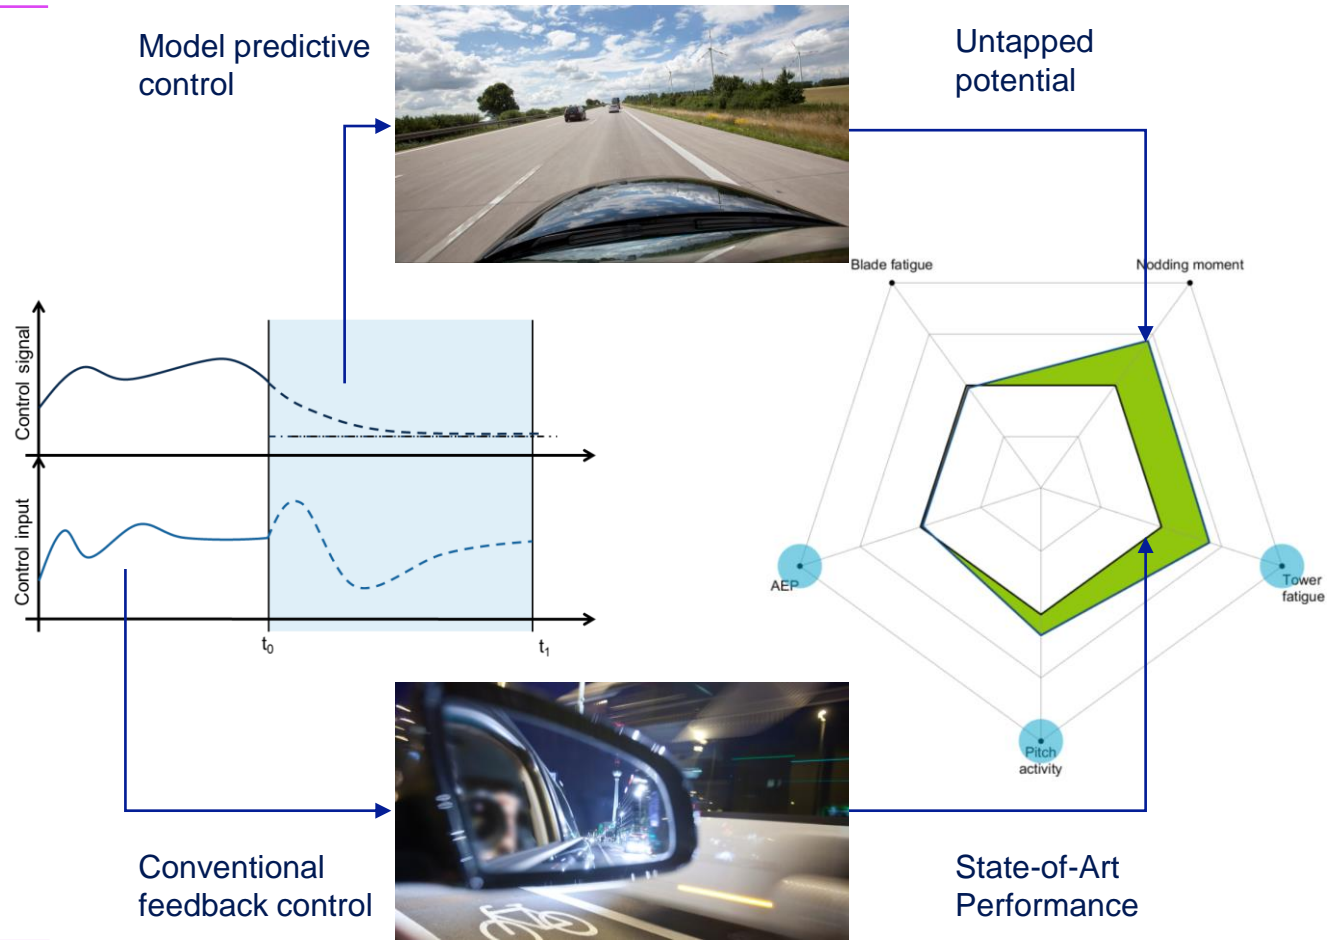 Model predictive
control
Untapped
potential
Blade fatigue
Nodding moment
Control signal
Control input
t₀
t₁
AEP
Tower
fatigue
Pitch
activity
Conventional
feedback control
State-of-Art
Performance